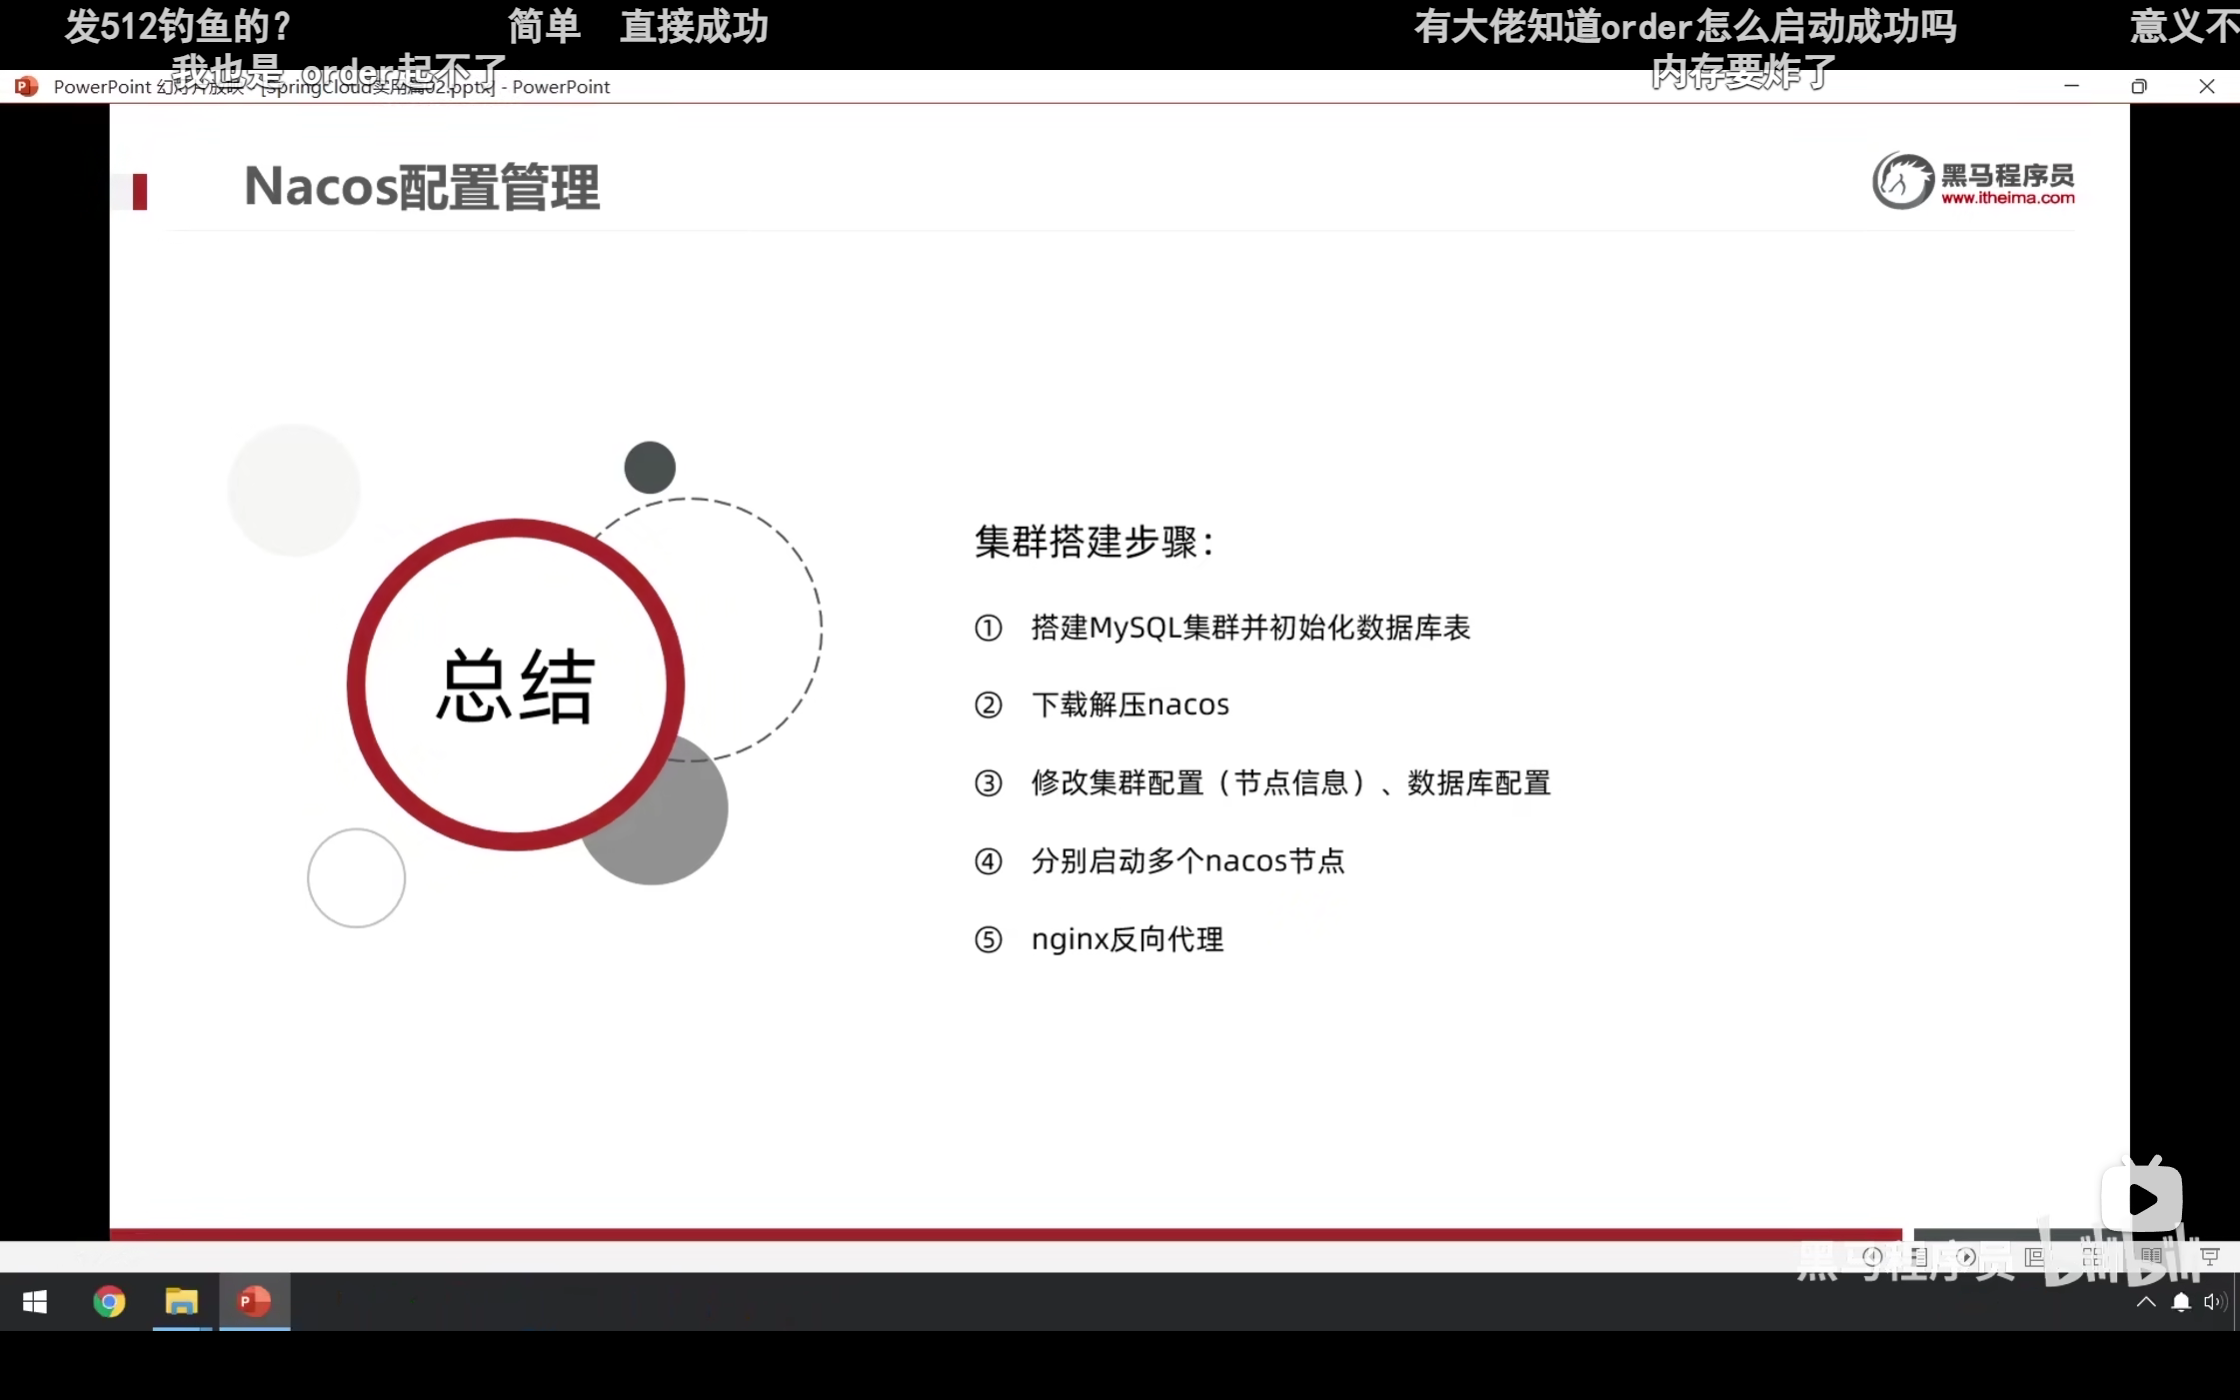 发512钓鱼的?
简单　直接成功
有大佬知道order怎么启动成功吗
意义不
我也是 order起不了
内存要炸了
PowerPoint 幻灯片放映 - [SpringCloud实用篇02.pptx] - PowerPoint
Nacos配置管理
黑马程序员
www.itheima.com
总结
集群搭建步骤：
① 搭建MySQL集群并初始化数据库表
② 下载解压nacos
③ 修改集群配置（节点信息）、数据库配置
④ 分别启动多个nacos节点
⑤ nginx反向代理
黑马程序员 bilibili